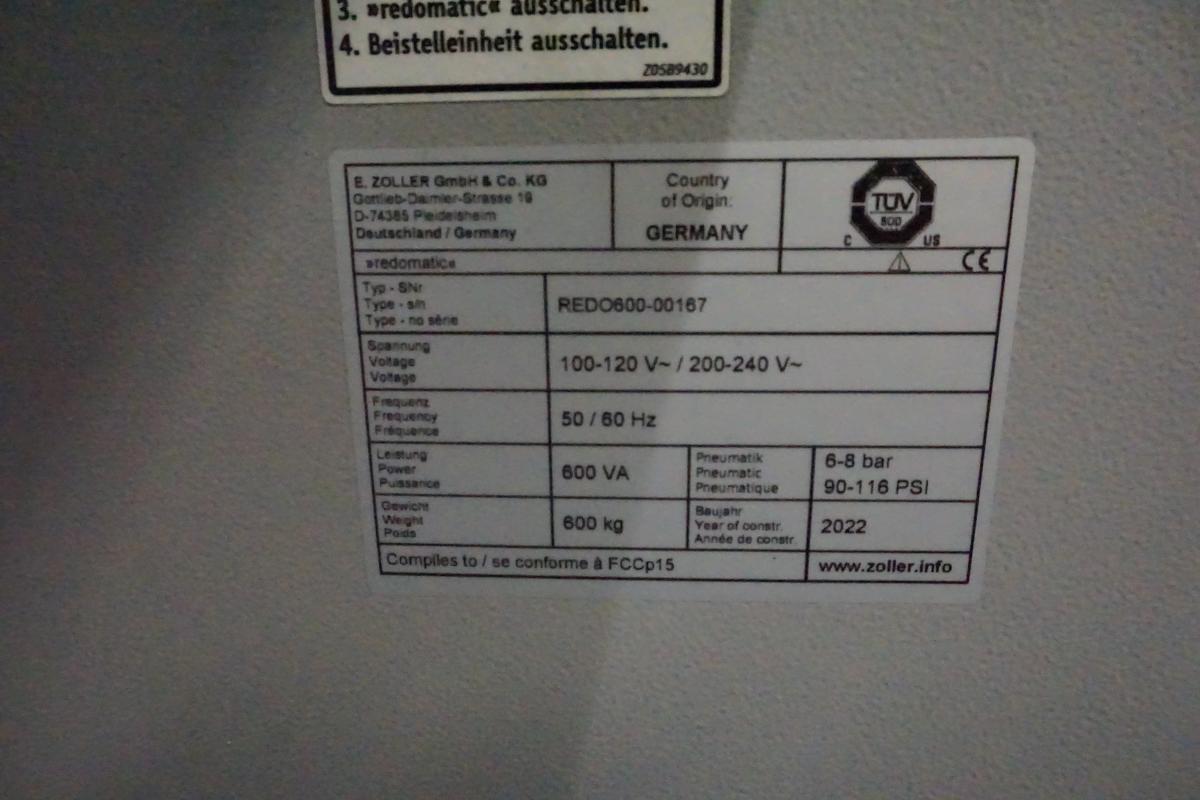 3. »redomatic« ausschalten.
4. Beistelleinheit ausschalten.
Z05B9430
E. ZOLLER GmbH & Co. KG
Gottlieb-Daimler-Strasse 19
D-74385 Pleidelsheim
Deutschland / Germany
Country
of Origin:
GERMANY
TÜV
SÜD
C US
»redomatic«
CE
Typ - SNr
Type - s/n
Type - no série
REDO600-00167
Spannung
Voltage
Voltage
100-120 V~ / 200-240 V~
Frequenz
Frequency
Fréquence
50 / 60 Hz
Leistung
Power
Puissance
600 VA
Pneumatik
Pneumatic
Pneumatique
6-8 bar
90-116 PSI
Gewicht
Weight
Poids
600 kg
Baujahr
Year of constr.
Année de constr.
2022
Complies to / se conforme à FCCp15
www.zoller.info